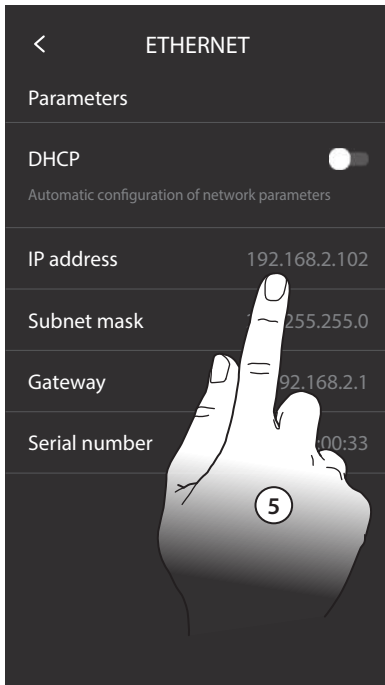 ETHERNET
Parameters
DHCP
Automatic configuration of network parameters
IP address 192.168.2.102
Subnet mask 255.255.0
Gateway 92.168.2.1
Serial number :00:33
5